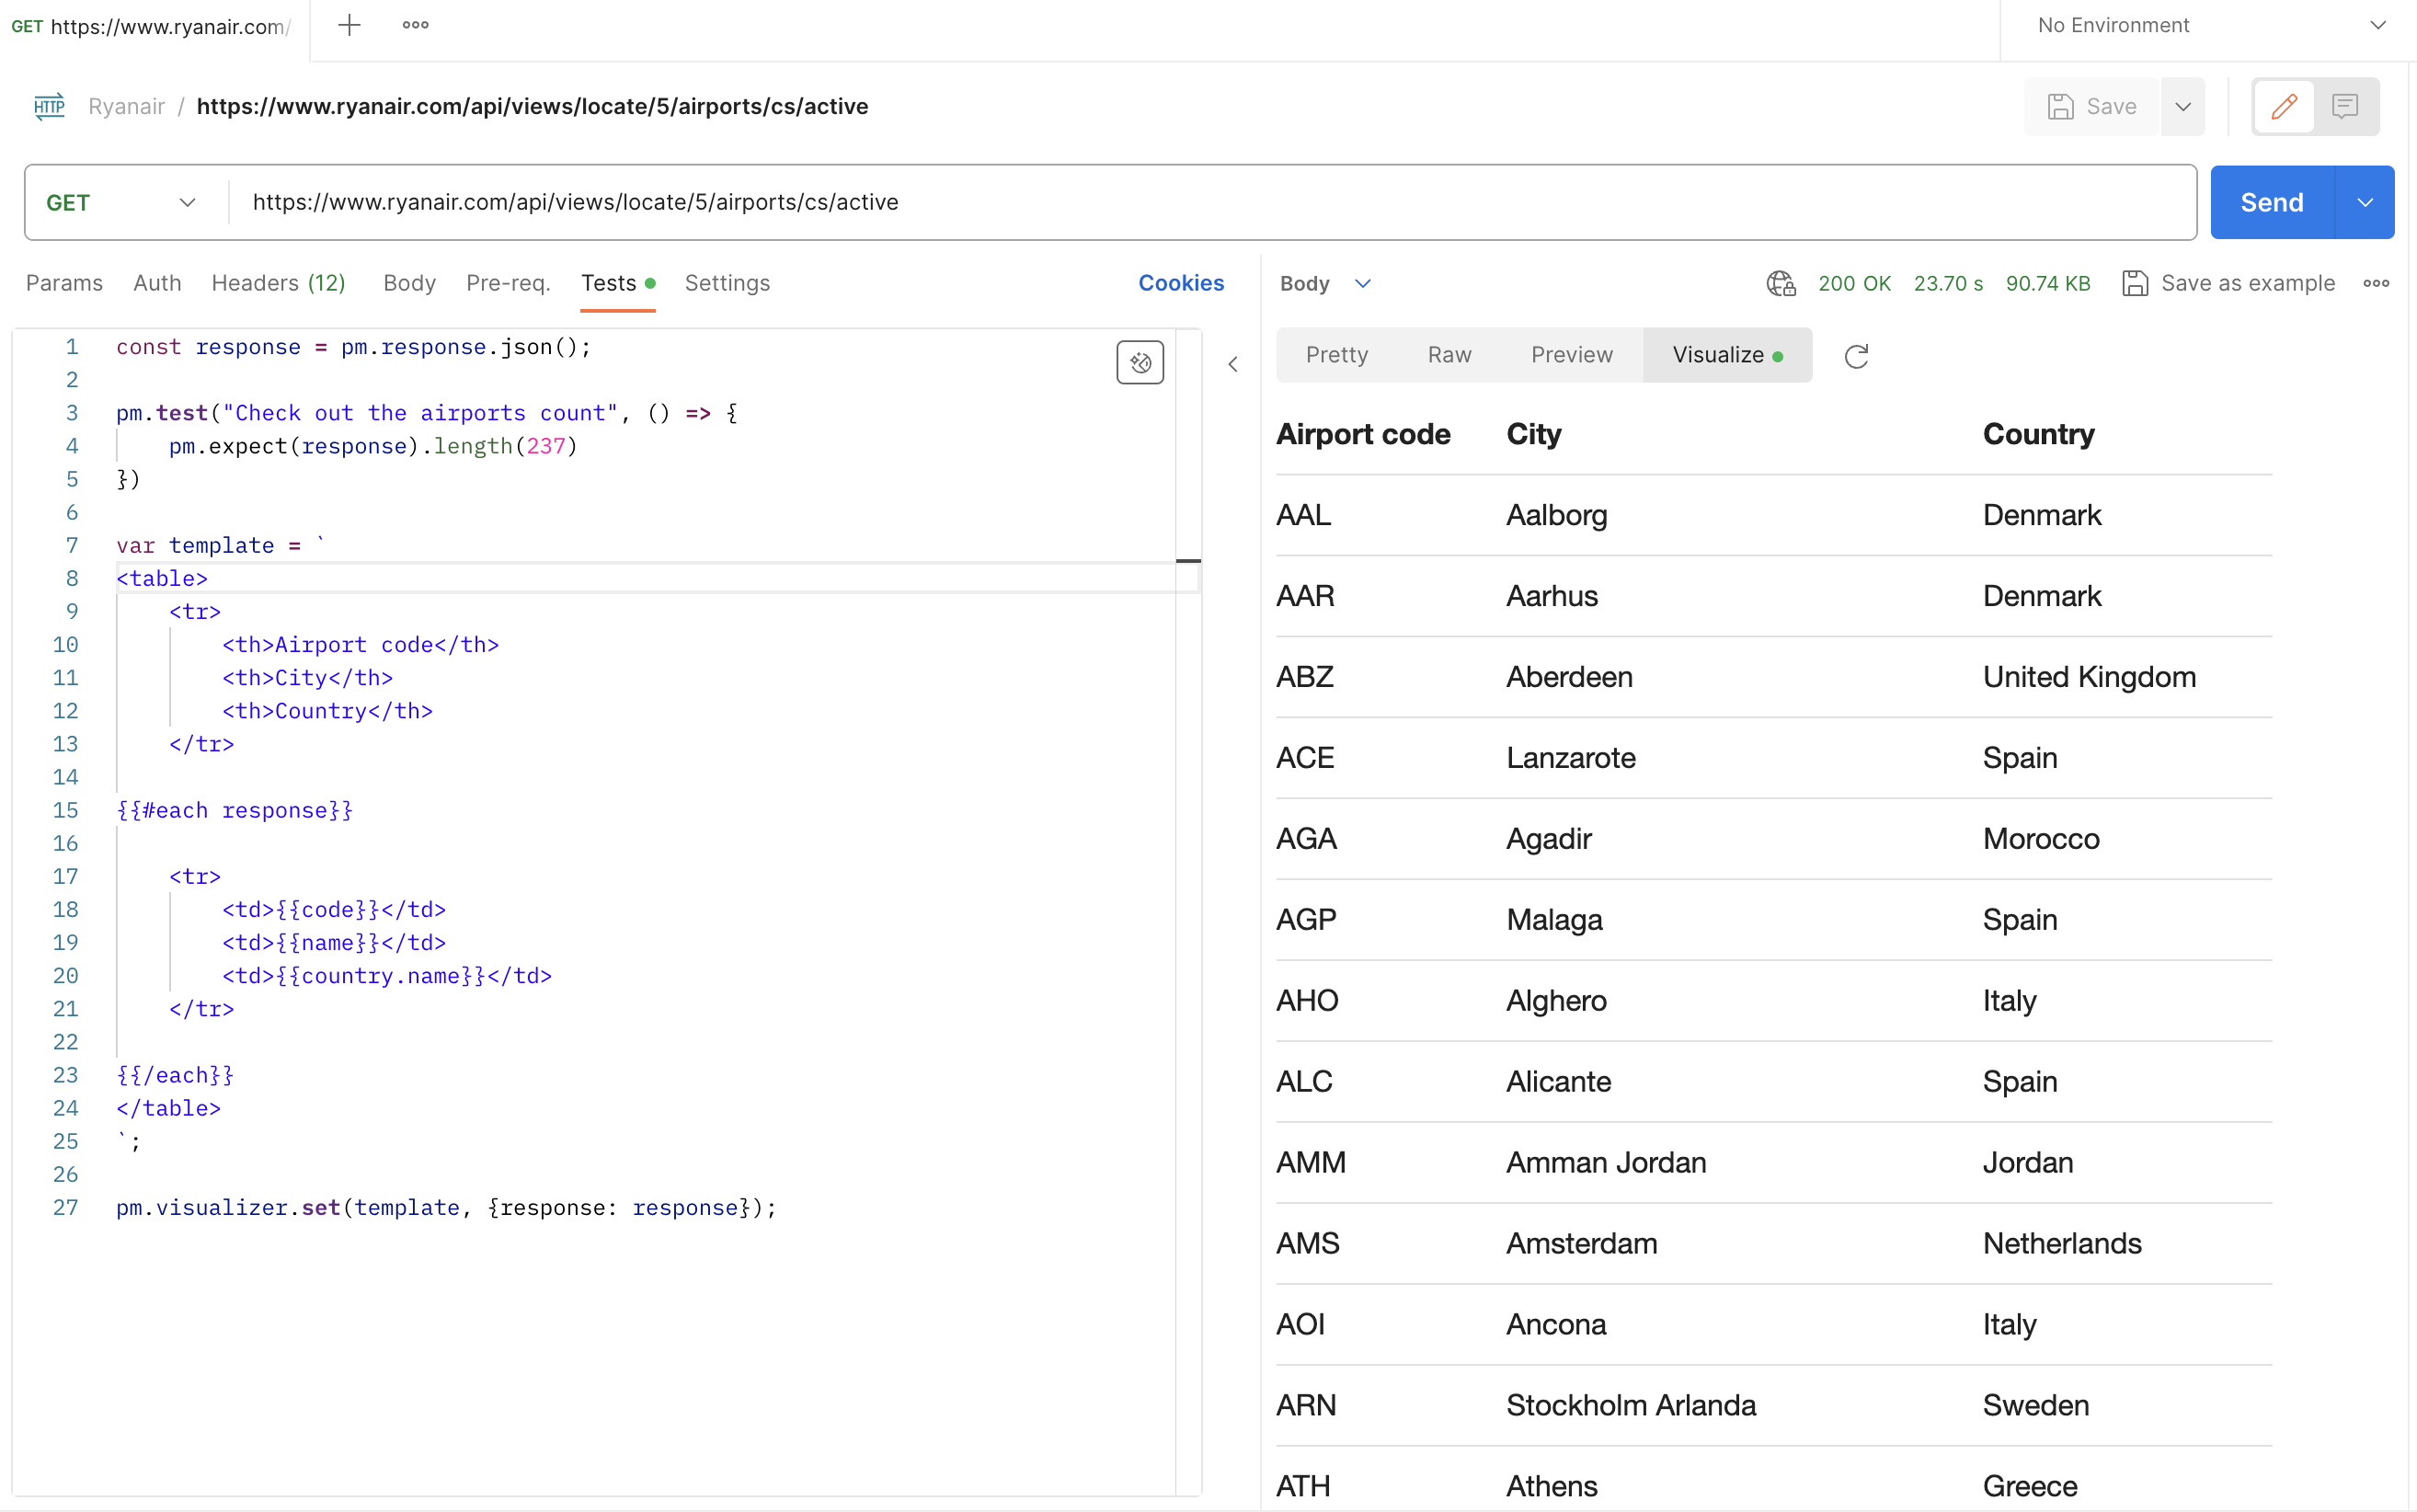 GET https://www.ryanair.com/
No Environment
HTTP Ryanair / https://www.ryanair.com/api/views/locate/5/airports/cs/active
Save
GET https://www.ryanair.com/api/views/locate/5/airports/cs/active
Send
Params Auth Headers (12) Body Pre-req. Tests Settings Cookies
1 const response = pm.response.json();
2
3 pm.test("Check out the airports count", () => {
4 pm.expect(response).length(237)
5 })
6
7 var template = `
8 <table>
9 <tr>
10 <th>Airport code</th>
11 <th>City</th>
12 <th>Country</th>
13 </tr>
14
15 {{#each response}}
16
17 <tr>
18 <td>{{code}}</td>
19 <td>{{name}}</td>
20 <td>{{country.name}}</td>
21 </tr>
22
23 {{/each}}
24 </table>
25 `;
26
27 pm.visualizer.set(template, {response: response});
Body 200 OK 23.70 s 90.74 KB Save as example
Pretty Raw Preview Visualize
Airport code City Country
AAL Aalborg Denmark
AAR Aarhus Denmark
ABZ Aberdeen United Kingdom
ACE Lanzarote Spain
AGA Agadir Morocco
AGP Malaga Spain
AHO Alghero Italy
ALC Alicante Spain
AMM Amman Jordan Jordan
AMS Amsterdam Netherlands
AOI Ancona Italy
ARN Stockholm Arlanda Sweden
ATH Athens Greece